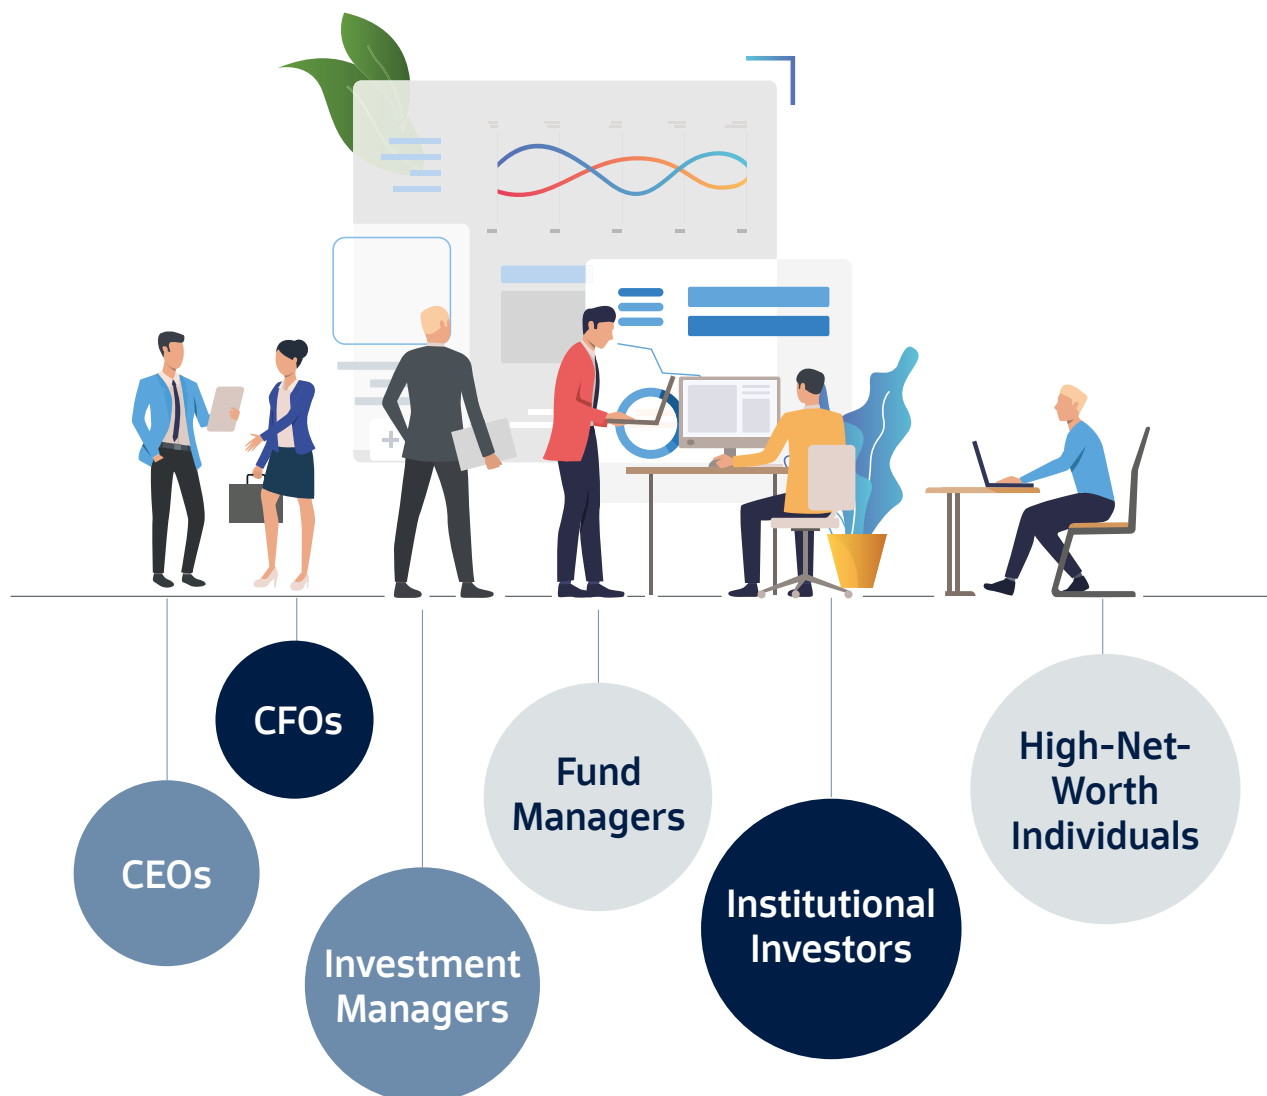 CFOs
CEOs
Investment
Managers
Fund
Managers
Institutional
Investors
High-Net-
Worth
Individuals